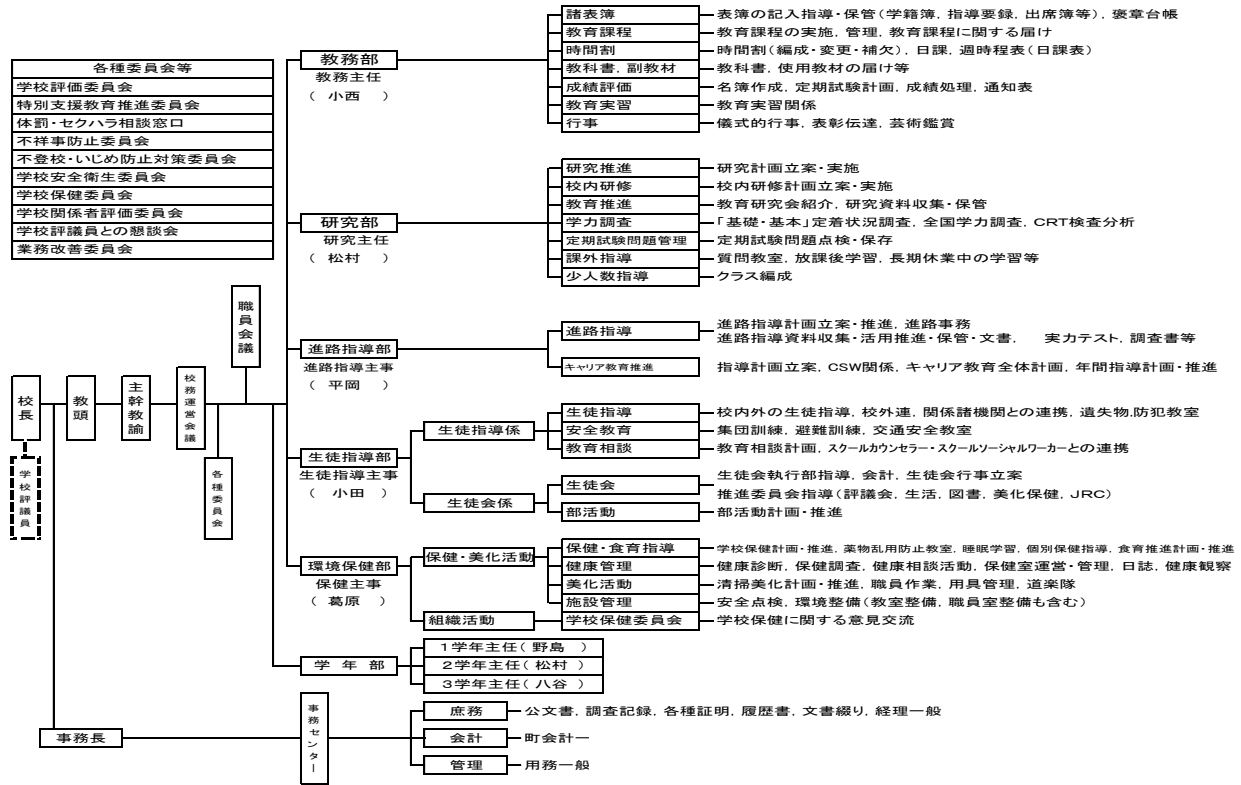 各種委員会等
学校評価委員会
特別支援教育推進委員会
体罰・セクハラ相談窓口
不祥事防止委員会
不登校・いじめ防止対策委員会
学校安全衛生委員会
学校保健委員会
学校関係者評価委員会
学校評議員との懇談会
業務改善委員会
校長
学校評議員
教頭
主幹教諭
校務運営会議
職員会議
各種委員会
教務部
教務主任
( 小西 )
諸表簿 表簿の記入指導・保管(学籍簿, 指導要録, 出席簿等), 褒章台帳
教育課程 教育課程の実施, 管理, 教育課程に関する届け
時間割 時間割(編成・変更・補欠), 日課, 週時程表(日課表)
教科書, 副教材 教科書, 使用教材の届け等
成績評価 名簿作成, 定期試験計画, 成績処理, 通知表
教育実習 教育実習関係
行事 儀式的行事, 表彰伝達, 芸術鑑賞
研究部
研究主任
( 松村 )
研究推進 研究計画立案・実施
校内研修 校内研修計画立案・実施
教育推進 教育研究会紹介, 研究資料収集・保管
学力調査 「基礎・基本」定着状況調査, 全国学力調査, CRT検査分析
定期試験問題管理 定期試験問題点検・保存
課外指導 質問教室, 放課後学習, 長期休業中の学習等
少人数指導 クラス編成
進路指導部
進路指導主事
( 平岡 )
進路指導 進路指導計画立案・推進, 進路事務
進路指導資料収集・活用推進・保管・文書, 実力テスト, 調査書等
キャリア教育推進 指導計画立案, CSW関係, キャリア教育全体計画, 年間指導計画・推進
生徒指導部
生徒指導主事
( 小田 )
生徒指導係
生徒指導 校内外の生徒指導, 校外連, 関係諸機関との連携, 遺失物,防犯教室
安全教育 集団訓練, 避難訓練, 交通安全教室
教育相談 教育相談計画, スクールカウンセラー・スクールソーシャルワーカーとの連携
生徒会係
生徒会 生徒会執行部指導, 会計, 生徒会行事立案
推進委員会指導(評議会, 生活, 図書, 美化保健, JRC)
部活動 部活動計画・推進
環境保健部
保健主事
( 葛原 )
保健・美化活動
保健・食育指導 学校保健計画・推進, 薬物乱用防止教室, 睡眠学習, 個別保健指導, 食育推進計画・推進
健康管理 健康診断, 保健調査, 健康相談活動, 保健室運営・管理, 日誌, 健康観察
美化活動 清掃美化計画・推進, 職員作業, 用具管理, 道楽隊
施設管理 安全点検, 環境整備(教室整備, 職員室整備も含む)
組織活動 学校保健委員会 学校保健に関する意見交流
学年部
1学年主任( 野島 )
2学年主任( 松村 )
3学年主任( 八谷 )
事務長
事務センター
庶務 公文書, 調査記録, 各種証明, 履歴書, 文書綴り, 経理一般
会計 町会計一
管理 用務一般